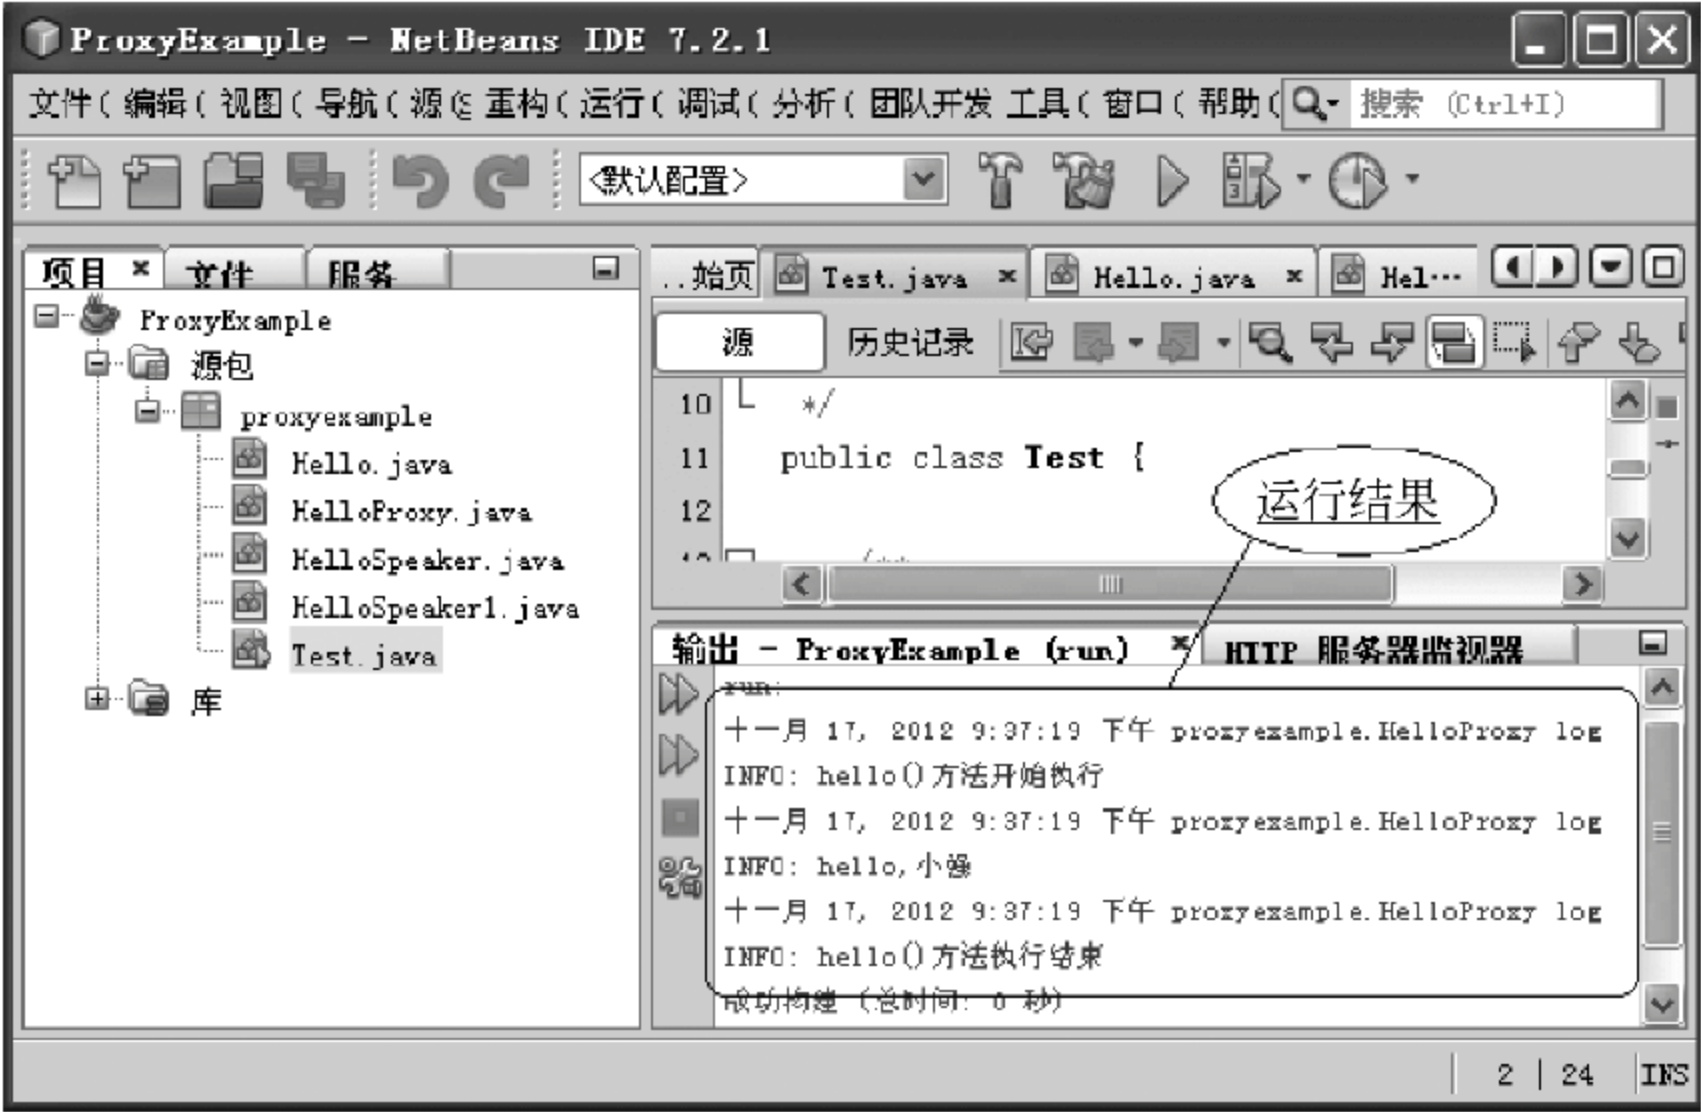 ProxyExample - NetBeans IDE 7.2.1
文件( 编辑( 视图( 导航( 源(S 重构( 运行( 调试( 分析( 团队开发 工具( 窗口( 帮助( 搜索 (Ctrl+I)
<默认配置>
项目 文件 服务
ProxyExample
源包
proxyexample
Hello.java
HelloProxy.java
HelloSpeaker.java
HelloSpeaker1.java
Test.java
库
..始页 Test.java Hello.java Hel...
源 历史记录
10 */
11 public class Test {
12
运行结果
输出 - ProxyExample (run) HTTP 服务器监视器
run:
十一月 17, 2012 9:37:19 下午 proxyexample.HelloProxy log
INFO: hello()方法开始执行
十一月 17, 2012 9:37:19 下午 proxyexample.HelloProxy log
INFO: hello,小强
十一月 17, 2012 9:37:19 下午 proxyexample.HelloProxy log
INFO: hello()方法执行结束
成功构建 (总时间: 0 秒)
2 | 24 INS